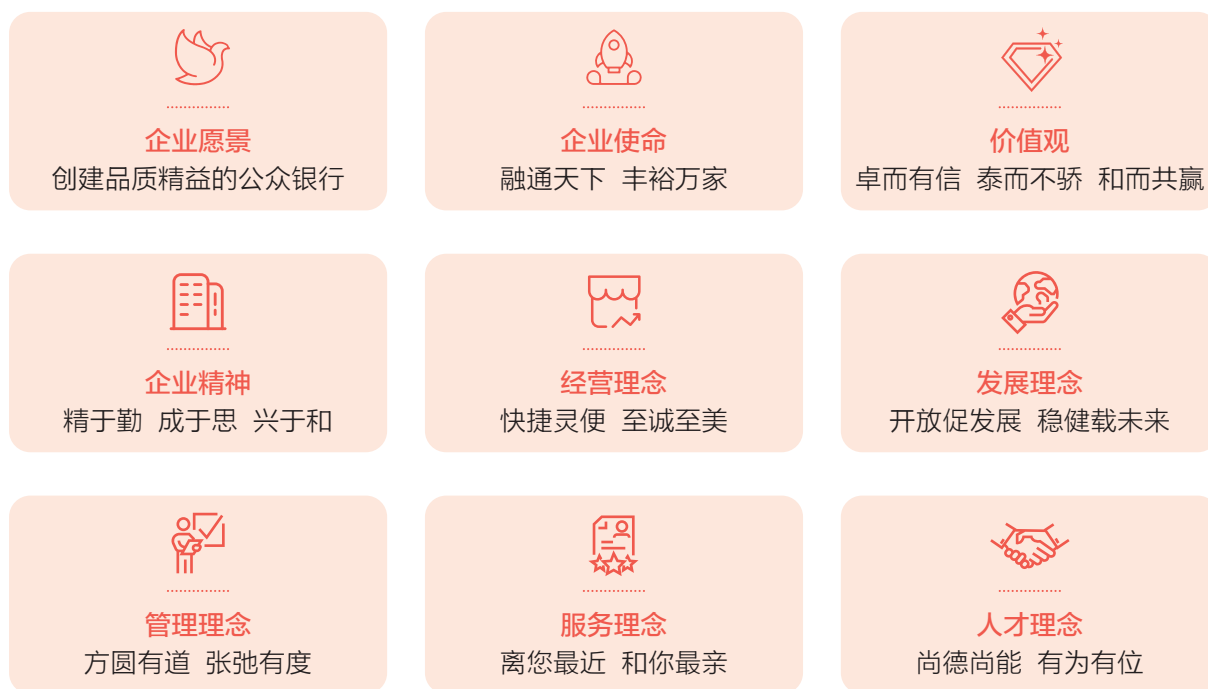 企业愿景
创建品质精益的公众银行
企业使命
融通天下 丰裕万家
价值观
卓而有信 泰而不骄 和而共赢
企业精神
精于勤 成于思 兴于和
经营理念
快捷灵便 至诚至美
发展理念
开放促发展 稳健载未来
管理理念
方圆有道 张弛有度
服务理念
离您最近 和你最亲
人才理念
尚德尚能 有为有位